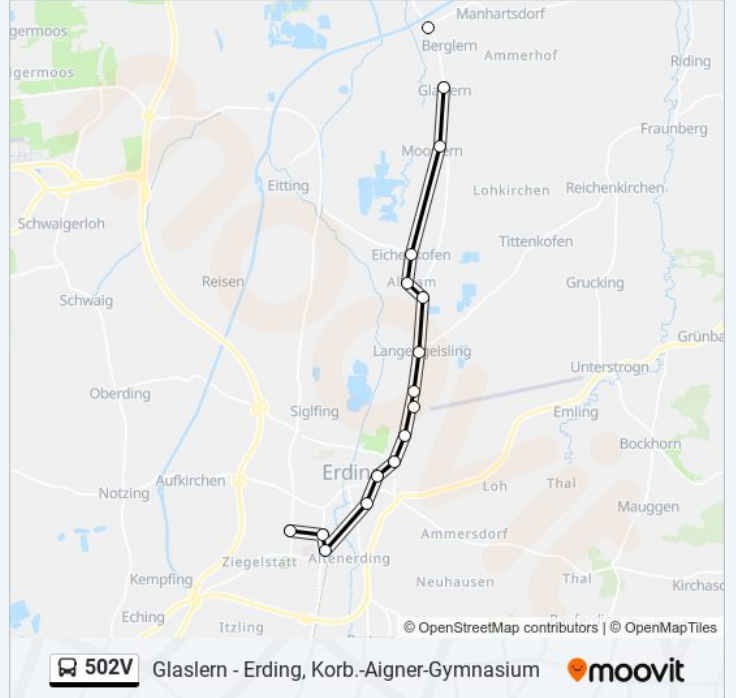 Manhartsdorf
germoos
Berglern
Ammerhof
lgermoos
Riding
Glaslern
Fraunberg
Moosern
Eitting
Lohkirchen
Reichenkirchen
Schwaigerloh
Tittenkofen
Eichenkofen
Reisen
Grucking
Schwaig
Grünba
Langengeisling
Unterstrogn
Oberding
Siglfing
Emling
Bockhorn
Erding
Aufkirchen
Loh
Thal
Notzing
Mauggen
Ammersdorf
Altenerding
Ziegelstatt
Kempfing
Neuhausen
Thal
Kirchas
Eching
Itzling
© OpenStreetMap contributors | © OpenMapTiles
502V Glaslern - Erding, Korb.-Aigner-Gymnasium moovit